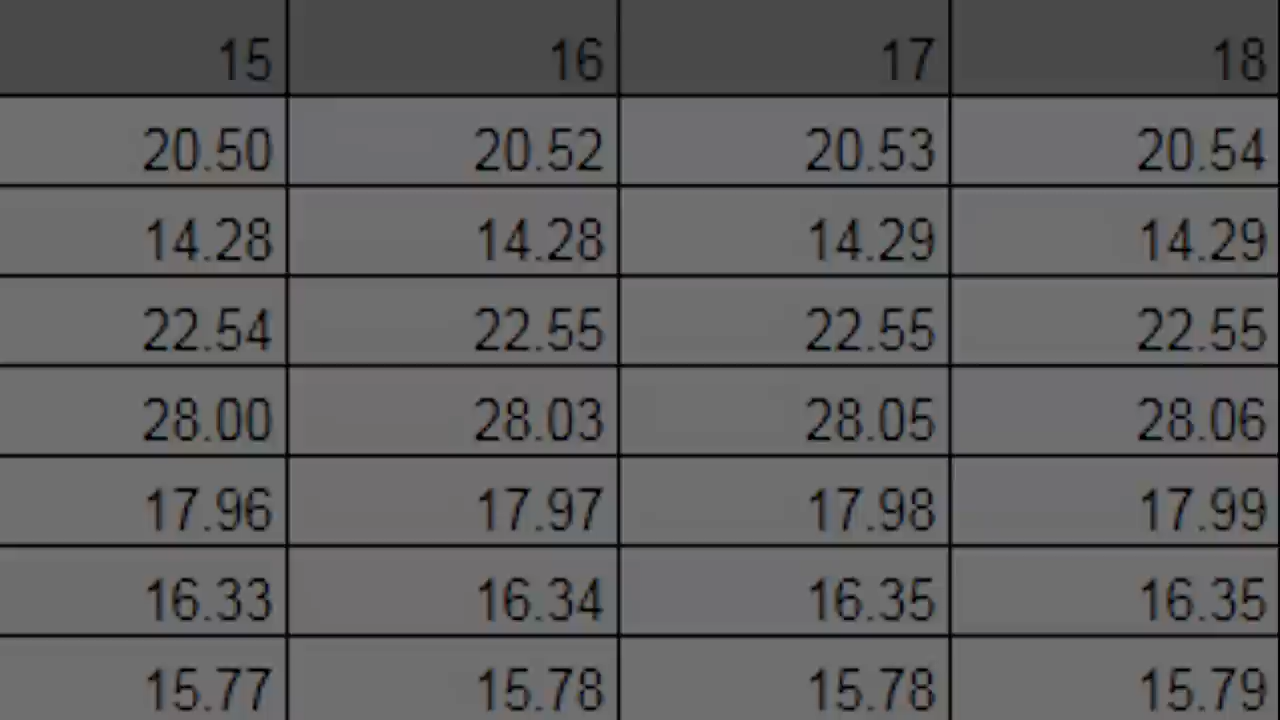 15 16 17 18
20.50 20.52 20.53 20.54
14.28 14.28 14.29 14.29
22.54 22.55 22.55 22.55
28.00 28.03 28.05 28.06
17.96 17.97 17.98 17.99
16.33 16.34 16.35 16.35
15.77 15.78 15.78 15.79